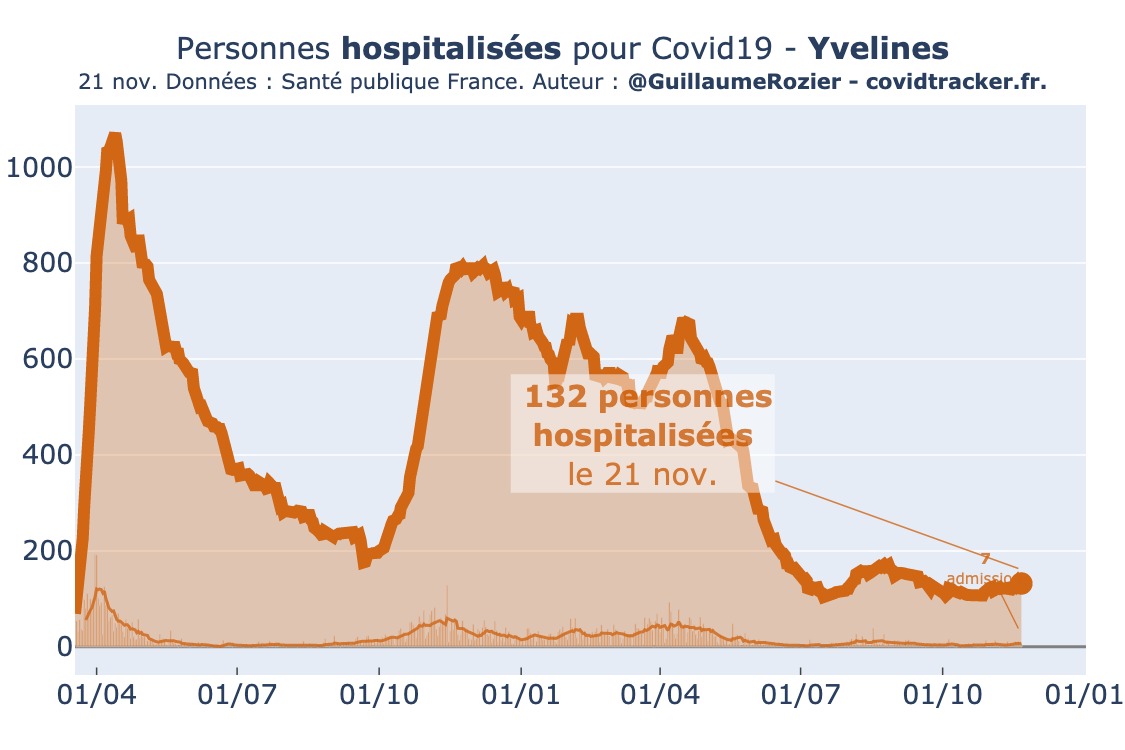 Personnes hospitalisées pour Covid19 - Yvelines
21 nov. Données : Santé publique France. Auteur : @GuillaumeRozier - covidtracker.fr.
1000
800
600
400
200
0
132 personnes
hospitalisées
le 21 nov.
7
admission
01/04 01/07 01/10 01/01 01/04 01/07 01/10 01/01